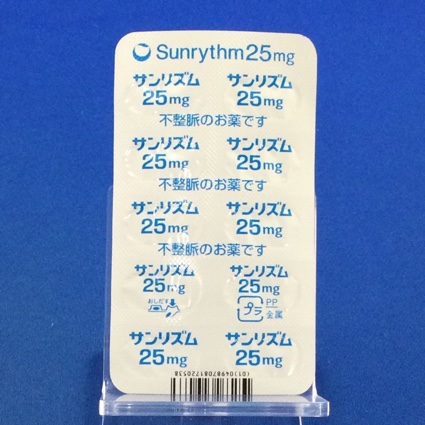 Sunrythm25mg
サンリズム サンリズム
25mg 25mg
不整脈のお薬です
サンリズム サンリズム
25mg 25mg
不整脈のお薬です
サンリズム サンリズム
25mg 25mg
不整脈のお薬です
サンリズム サンリズム
25mg 25mg
おしだす プラ PP
金属
サンリズム サンリズム
25mg 25mg
(01)04987081720538